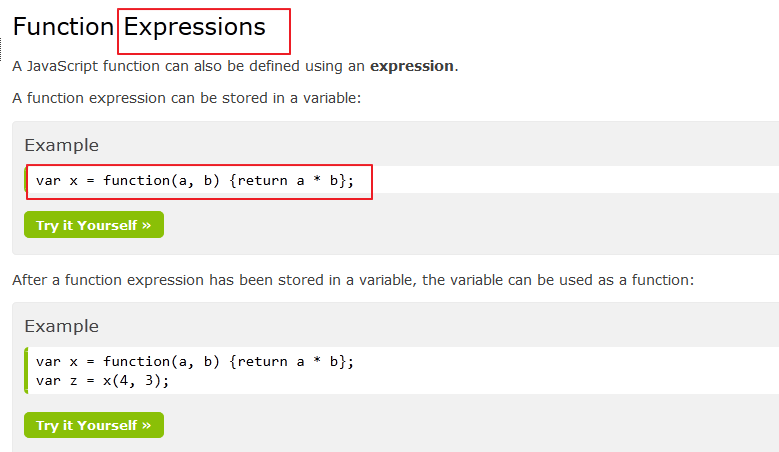 Function Expressions
A JavaScript function can also be defined using an expression.
A function expression can be stored in a variable:
Example
var x = function(a, b) {return a * b};
Try it Yourself »
After a function expression has been stored in a variable, the variable can be used as a function:
Example
var x = function(a, b) {return a * b};
var z = x(4, 3);
Try it Yourself »